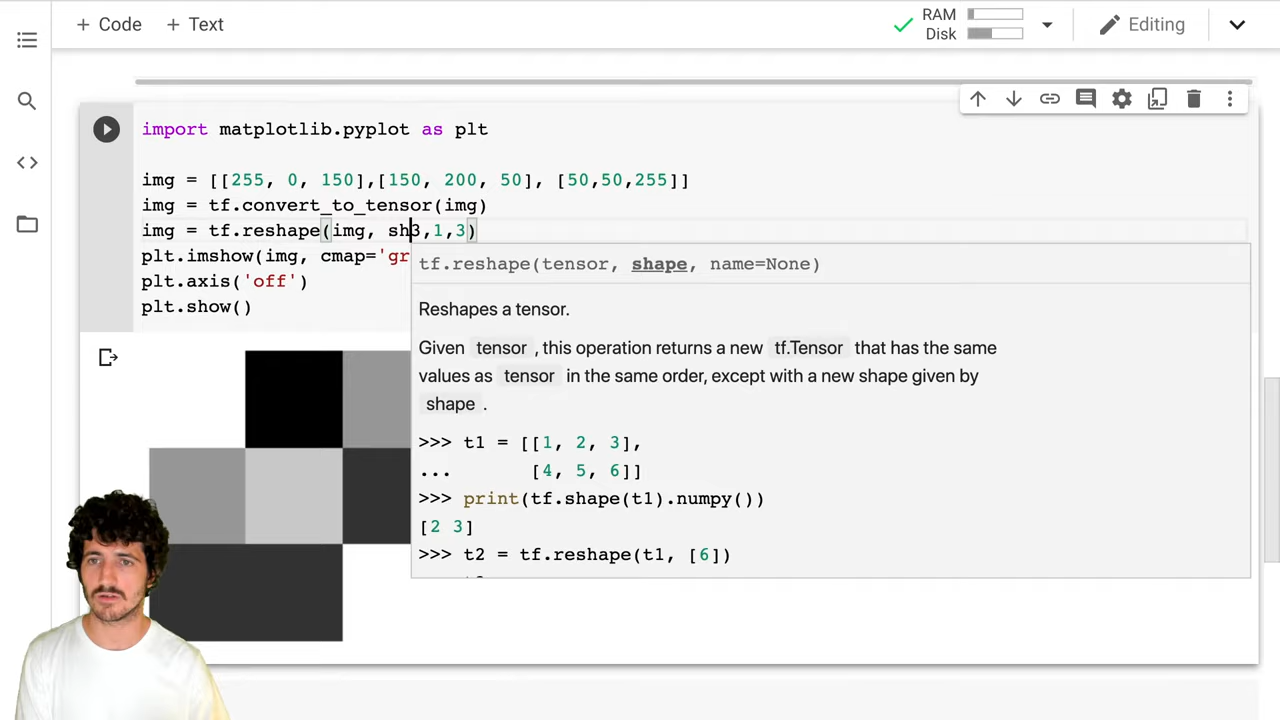 + Code + Text
RAM
Disk
Editing
import matplotlib.pyplot as plt
img = [[255, 0, 150],[150, 200, 50], [50,50,255]]
img = tf.convert_to_tensor(img)
img = tf.reshape(img, sh3,1,3)
plt.imshow(img, cmap='gr
plt.axis('off')
plt.show()
tf.reshape(tensor, shape, name=None)
Reshapes a tensor.
Given tensor , this operation returns a new tf.Tensor that has the same
values as tensor in the same order, except with a new shape given by
shape .
>>> t1 = [[1, 2, 3],
... [4, 5, 6]]
>>> print(tf.shape(t1).numpy())
[2 3]
>>> t2 = tf.reshape(t1, [6])